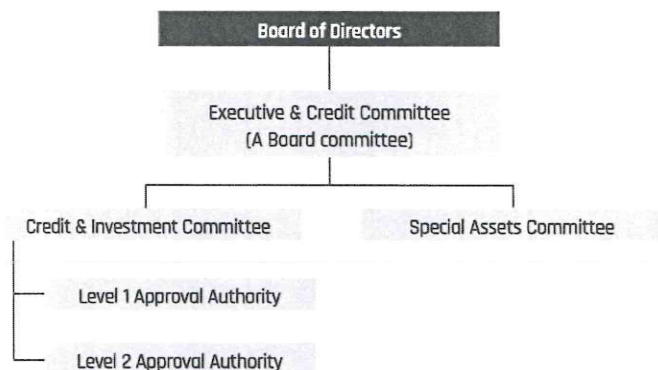 Board of Directors
Executive & Credit Committee
(A Board committee)
Credit & Investment Committee
Special Assets Committee
Level 1 Approval Authority
Level 2 Approval Authority